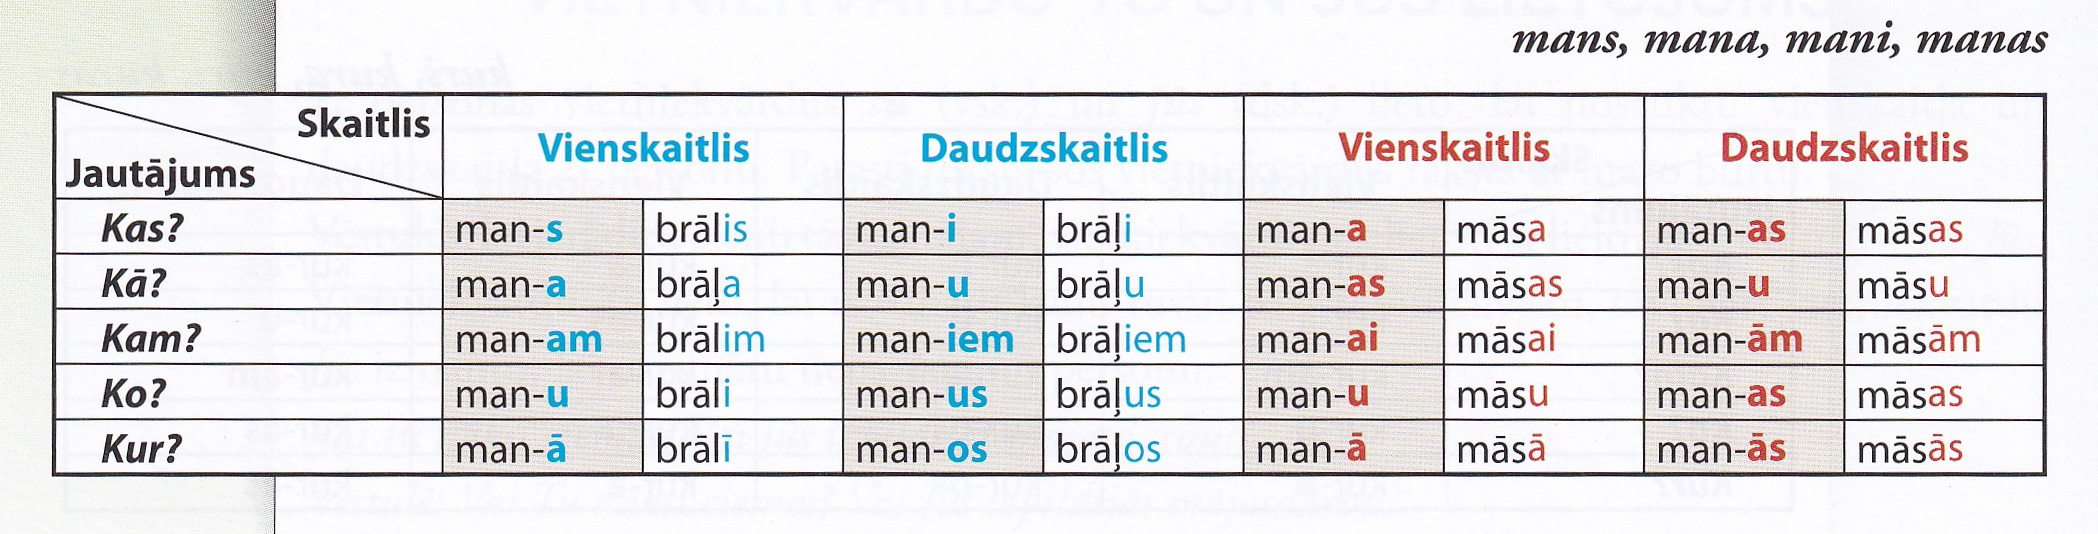 mans, mana, mani, manas
Skaitlis
Jautājums
Vienskaitlis Daudzskaitlis Vienskaitlis Daudzskaitlis
Kas? man-s brālis man-i brāļi man-a māsa man-as māsas
Kā? man-a brāļa man-u brāļu man-as māsas man-u māsu
Kam? man-am brālim man-iem brāļiem man-ai māsai man-ām māsām
Ko? man-u brāli man-us brāļus man-u māsu man-as māsas
Kur? man-ā brālī man-os brāļos man-ā māsā man-ās māsās